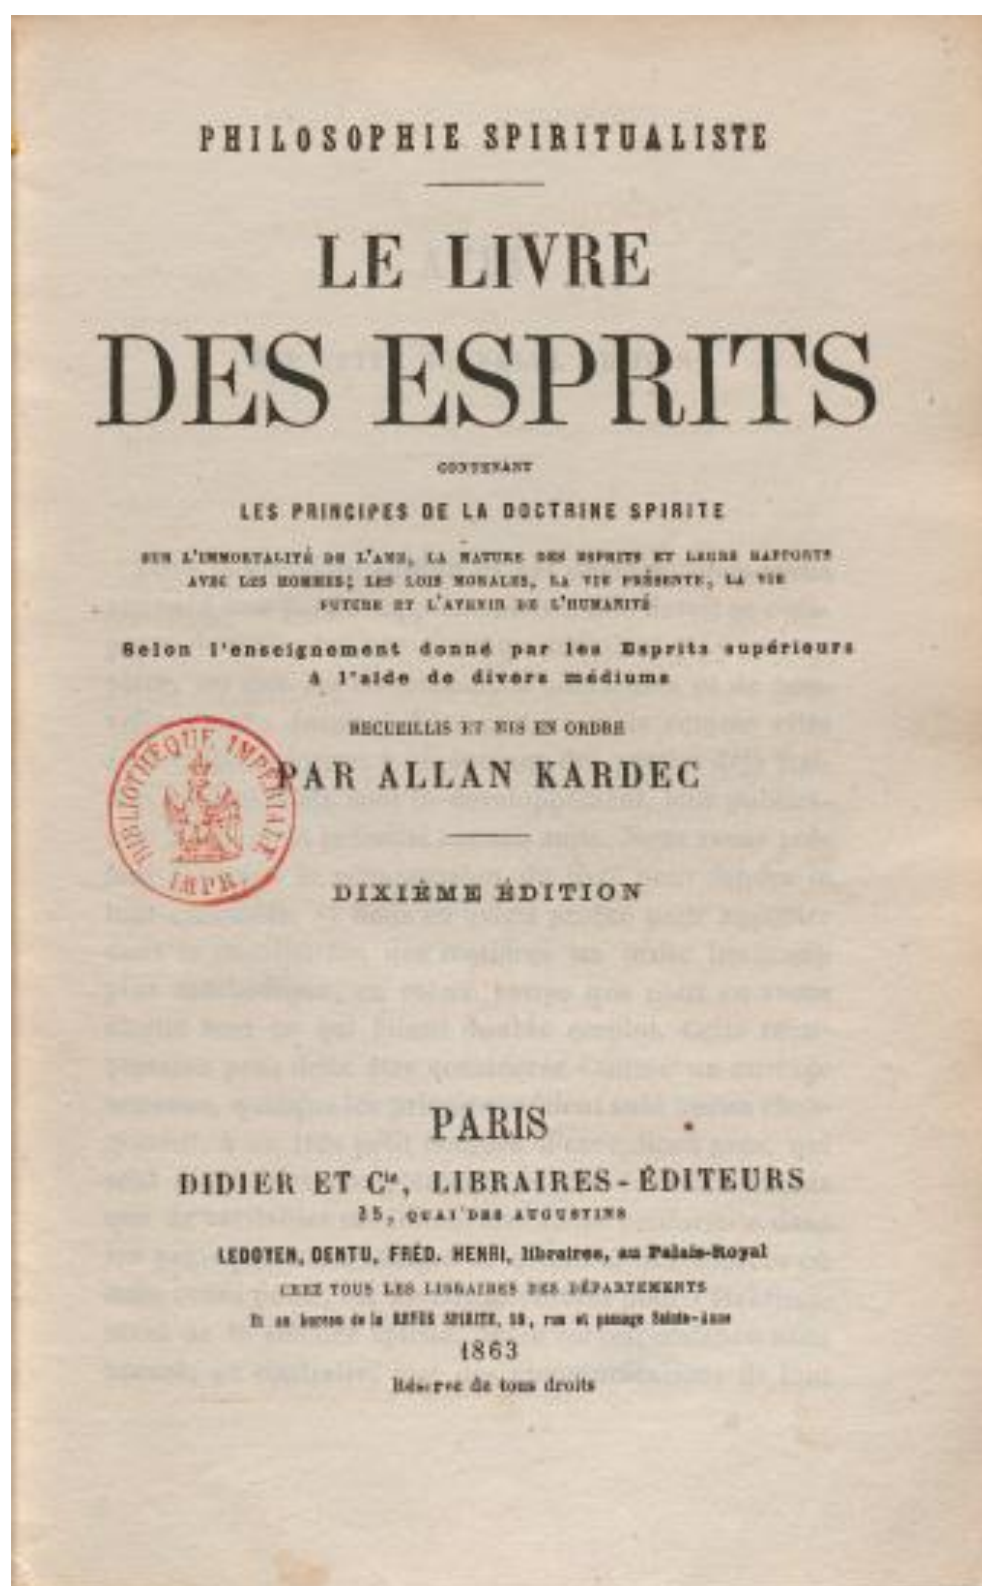 PHILOSOPHIE SPIRITUALISTE
LE LIVRE
DES ESPRITS
CONTENANT
LES PRINCIPES DE LA DOCTRINE SPIRITE
SUR L'IMMORTALITÉ DE L'AME, LA NATURE DES ESPRITS ET LEURS RAPPORTS
AVEC LES HOMMES; LES LOIS MORALES, LA VIE PRÉSENTE, LA VIE
FUTURE ET L'AVENIR DE L'HUMANITÉ
Selon l'enseignement donné par les Esprits supérieurs
à l'aide de divers médiums
RECUEILLIS ET MIS EN ORDRE
PAR ALLAN KARDEC
BIBLIOTHÈQUE IMPÉRIALE
IMPR.
DIXIÈME ÉDITION
PARIS
DIDIER ET Cie, LIBRAIRES-ÉDITEURS
35, QUAI DES AUGUSTINS
LEDOYEN, DENTU, FRÉD. HENRI, libraires, au Palais-Royal
CHEZ TOUS LES LIBRAIRES DES DÉPARTEMENTS
Et au bureau de la REVUE SPIRITE, rue et passage Sainte-Anne
1863
Réserve de tous droits